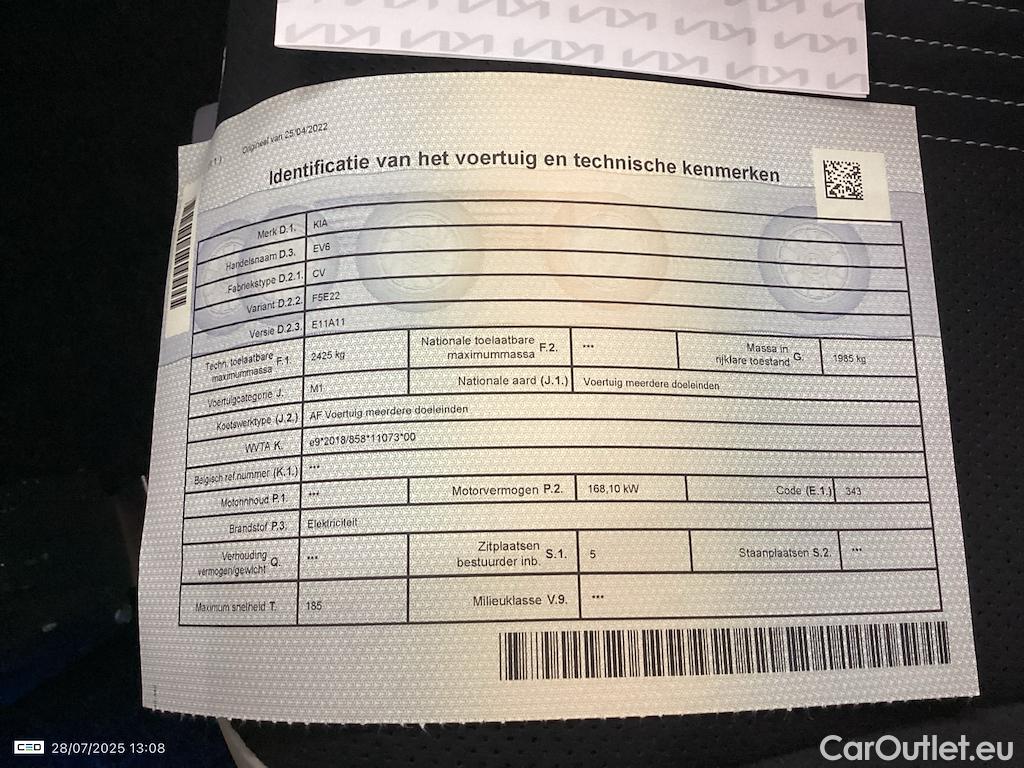 Origineel van 25/04/2022
Identificatie van het voertuig en technische kenmerken
Merk D.1. KIA
Handelsnaam D.3. EV6
Fabriekstype D.2.1. CV
Variant D.2.2. F5E22
Versie D.2.3. E11A11
Techn. toelaatbare maximummassa F.1. 2425 kg Nationale toelaatbare maximummassa F.2. *** Massa in rijklare toestand G. 1985 kg
Voertuigcategorie J. M1 Nationale aard (J.1.) Voertuig meerdere doeleinden
Koetswerktype (J.2.) AF Voertuig meerdere doeleinden
WVTA K. e9*2018/858*11073*00
Belgisch ref.nummer (K.1.) ***
Motorinhoud P.1. *** Motorvermogen P.2. 168,10 kW Code (E.1.) 343
Brandstof P.3. Elektriciteit
Verhouding vermogen/gewicht Q. *** Zitplaatsen bestuurder inb. S.1. 5 Staanplaatsen S.2. ***
Maximum snelheid T. 185 Milieuklasse V.9. ***
28/07/2025 13:08
CarOutlet.eu